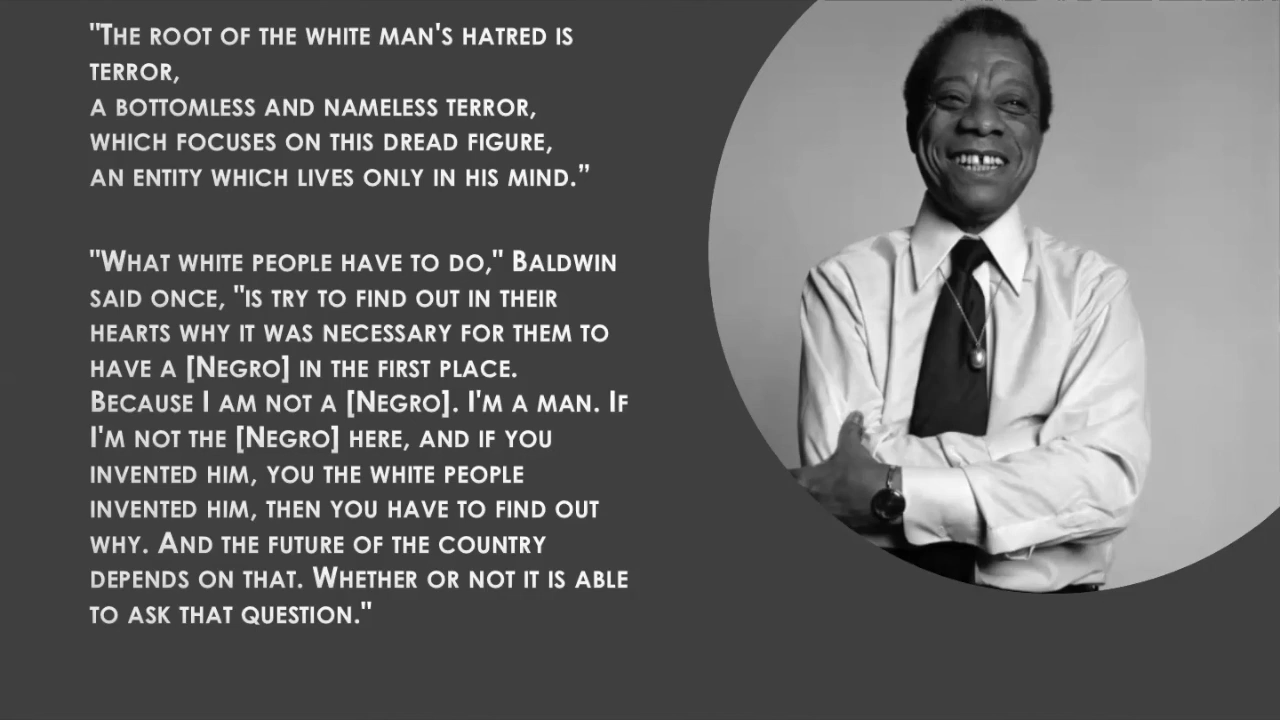 "THE ROOT OF THE WHITE MAN'S HATRED IS
TERROR,
A BOTTOMLESS AND NAMELESS TERROR,
WHICH FOCUSES ON THIS DREAD FIGURE,
AN ENTITY WHICH LIVES ONLY IN HIS MIND.”
"WHAT WHITE PEOPLE HAVE TO DO," BALDWIN
SAID ONCE, "IS TRY TO FIND OUT IN THEIR
HEARTS WHY IT WAS NECESSARY FOR THEM TO
HAVE A [NEGRO] IN THE FIRST PLACE.
BECAUSE I AM NOT A [NEGRO]. I'M A MAN. IF
I'M NOT THE [NEGRO] HERE, AND IF YOU
INVENTED HIM, YOU THE WHITE PEOPLE
INVENTED HIM, THEN YOU HAVE TO FIND OUT
WHY. AND THE FUTURE OF THE COUNTRY
DEPENDS ON THAT. WHETHER OR NOT IT IS ABLE
TO ASK THAT QUESTION."